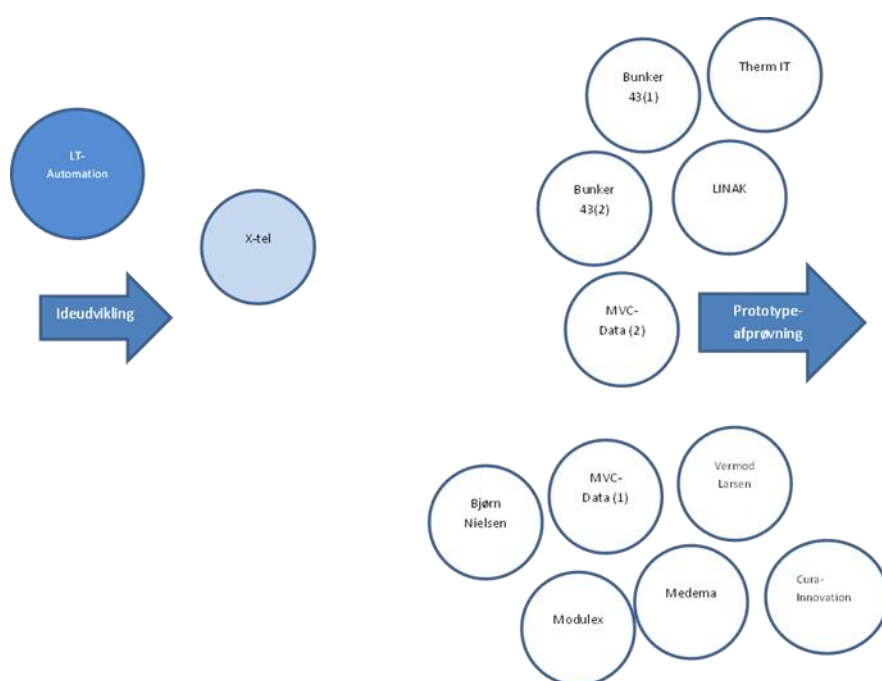 Bunker
43(1)
Therm IT
LT-
Automation
Bunker
43(2)
LINAK
X-tel
Ideudvikling
MVC-
Data (2)
Prototype-
afprøvning
Bjørn
Nielsen
MVC-
Data (1)
Vermod
Larsen
Modulex
Medema
Cura-
Innovation